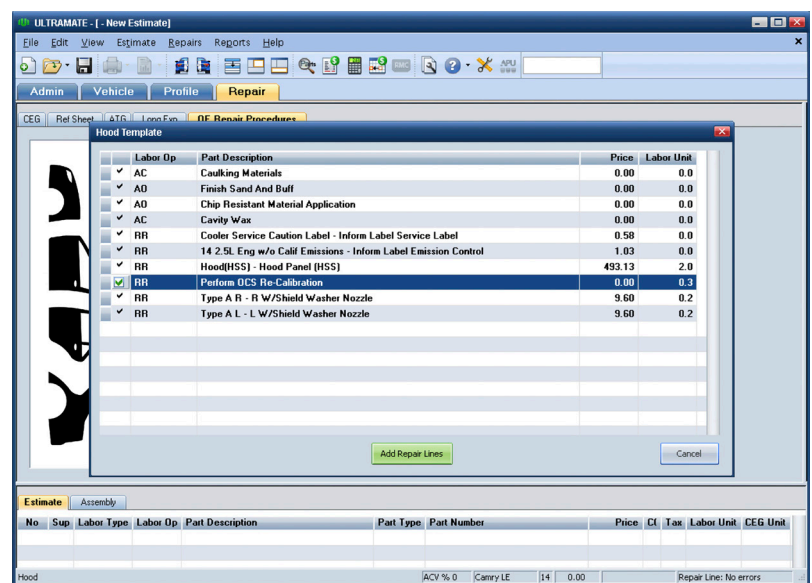 ULTRAMATE - [ - New Estimate]
File Edit View Estimate Repairs Reports Help
Admin Vehicle Profile Repair
CEG Ref Sheet ATG Long Exp OE Repair Procedures
Hood Template
Labor Op Part Description Price Labor Unit
AC Caulking Materials 0.00 0.0
AO Finish Sand And Buff 0.00 0.0
AO Chip Resistant Material Application 0.00 0.0
AC Cavity Wax 0.00 0.0
RR Cooler Service Caution Label - Inform Label Service Label 0.58 0.0
RR 14 2.5L Eng w/o Calif Emissions - Inform Label Emission Control 1.03 0.0
RR Hood(HSS) - Hood Panel (HSS) 493.13 2.0
RR Perform OCS Re-Calibration 0.00 0.3
RR Type A R - R W/Shield Washer Nozzle 9.60 0.2
RR Type A L - L W/Shield Washer Nozzle 9.60 0.2
Add Repair Lines Cancel
Estimate Assembly
No Sup Labor Type Labor Op Part Description Part Type Part Number Price Tax Labor Unit CEG Unit
Hood ACV % 0 Camry LE 14 0.00 Repair Line: No errors